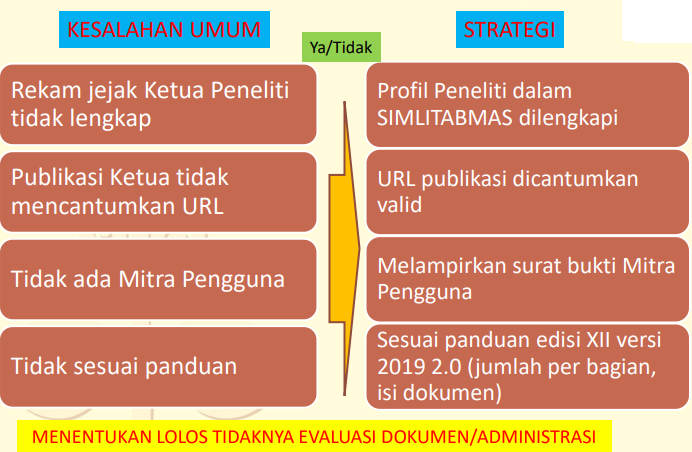 KESALAHAN UMUM
Ya/Tidak
STRATEGI
Rekam jejak Ketua Peneliti
tidak lengkap
Profil Peneliti dalam
SIMLITABMAS dilengkapi
Publikasi Ketua tidak
mencantumkan URL
URL publikasi dicantumkan
valid
Tidak ada Mitra Pengguna
Melampirkan surat bukti Mitra
Pengguna
Tidak sesuai panduan
Sesuai panduan edisi XII versi
2019 2.0 (jumlah per bagian,
isi dokumen)
MENENTUKAN LOLOS TIDAKNYA EVALUASI DOKUMEN/ADMINISTRASI